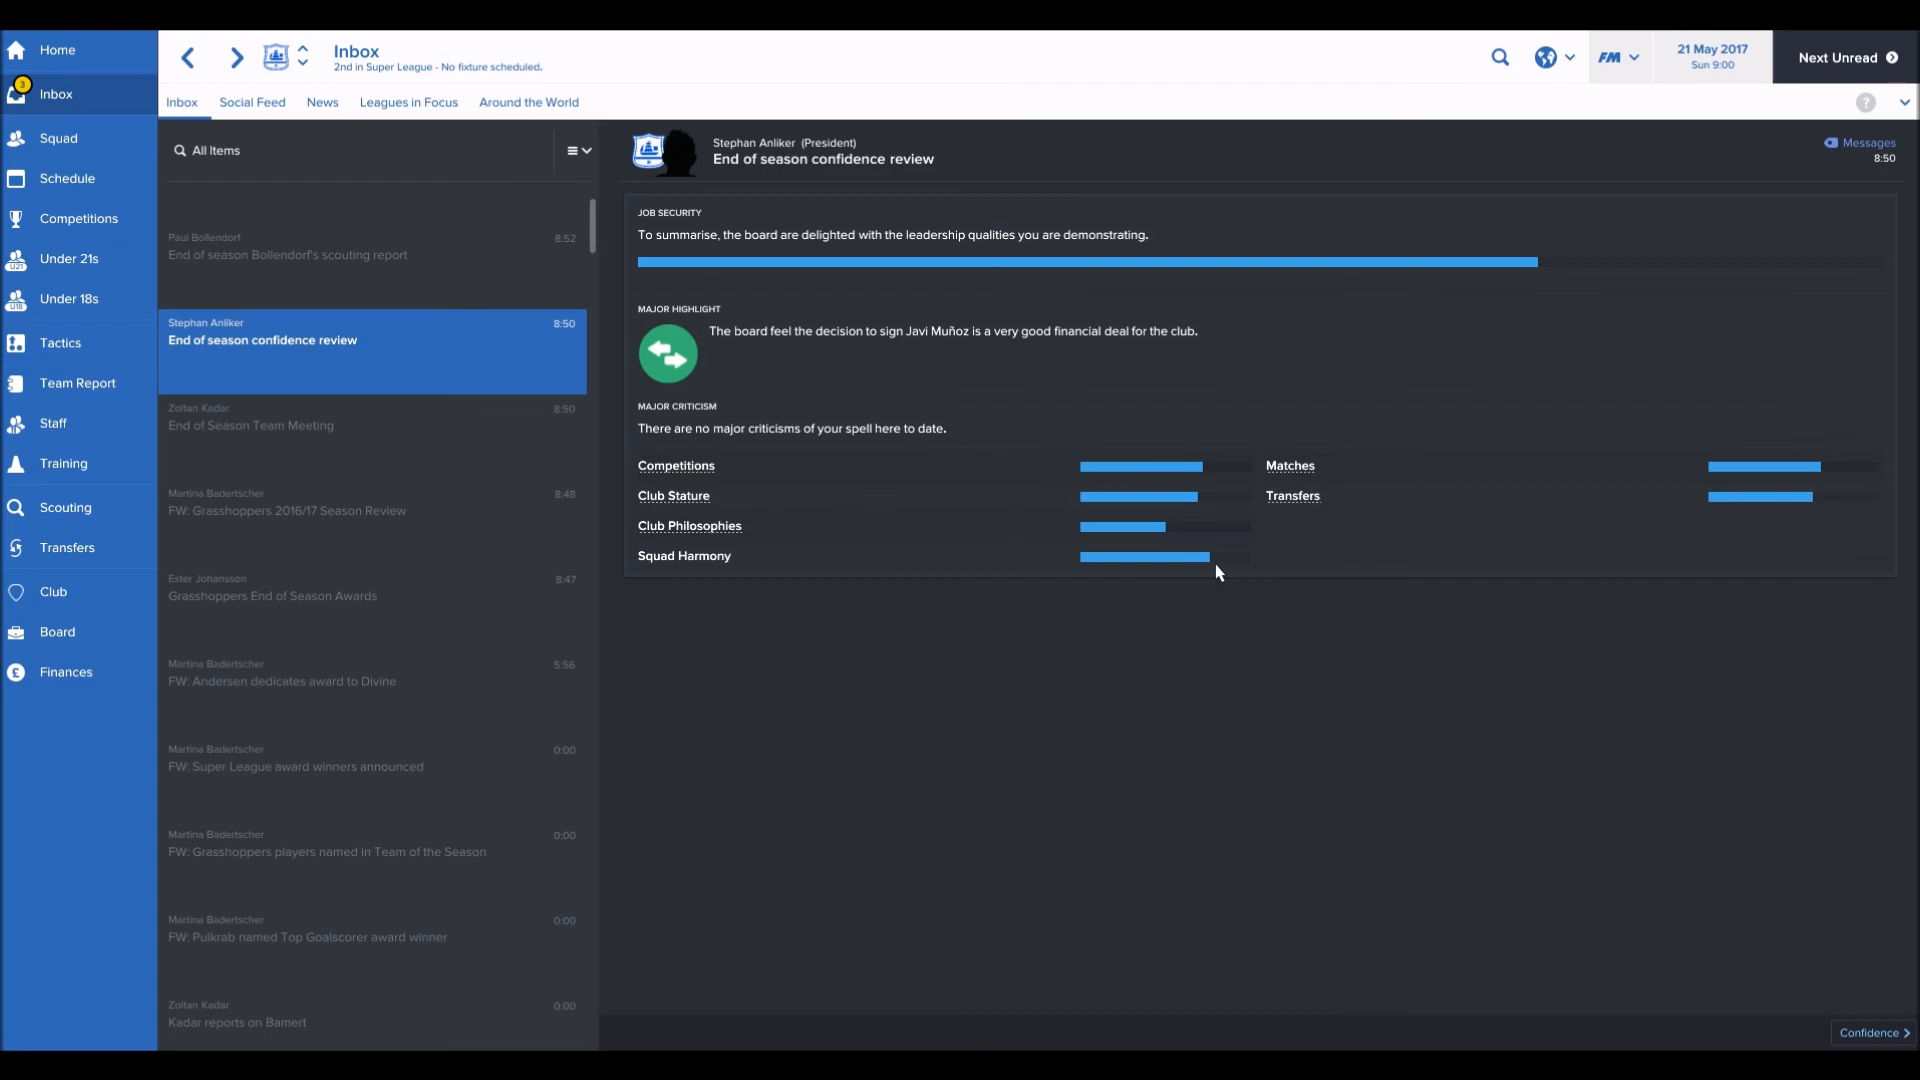 Home
3
Inbox
Squad
Schedule
Competitions
Under 21s
U21
Under 18s
U18
Tactics
Team Report
Staff
Training
Scouting
Transfers
Club
Board
£
Finances
Inbox
2nd in Super League - No fixture scheduled.
FM
21 May 2017
Sun 9:00
Next Unread
Inbox
Social Feed
News
Leagues in Focus
Around the World
?
All Items
Paul Bollendorf
8:52
End of season Bollendorf's scouting report
Stephan Anliker
8:50
End of season confidence review
Zoltan Kadar
8:50
End of Season Team Meeting
Martina Badertscher
8:48
FW: Grasshoppers 2016/17 Season Review
Ester Johansson
8:47
Grasshoppers End of Season Awards
Martina Badertscher
5:56
FW: Andersen dedicates award to Divine
Martina Badertscher
0:00
FW: Super League award winners announced
Martina Badertscher
0:00
FW: Grasshoppers players named in Team of the Season
Martina Badertscher
0:00
FW: Pulkrab named Top Goalscorer award winner
Zoltan Kadar
0:00
Kadar reports on Bamert
Stephan Anliker (President)
End of season confidence review
Messages
8:50
JOB SECURITY
To summarise, the board are delighted with the leadership qualities you are demonstrating.
MAJOR HIGHLIGHT
The board feel the decision to sign Javi Muñoz is a very good financial deal for the club.
MAJOR CRITICISM
There are no major criticisms of your spell here to date.
Competitions
Matches
Club Stature
Transfers
Club Philosophies
Squad Harmony
Confidence